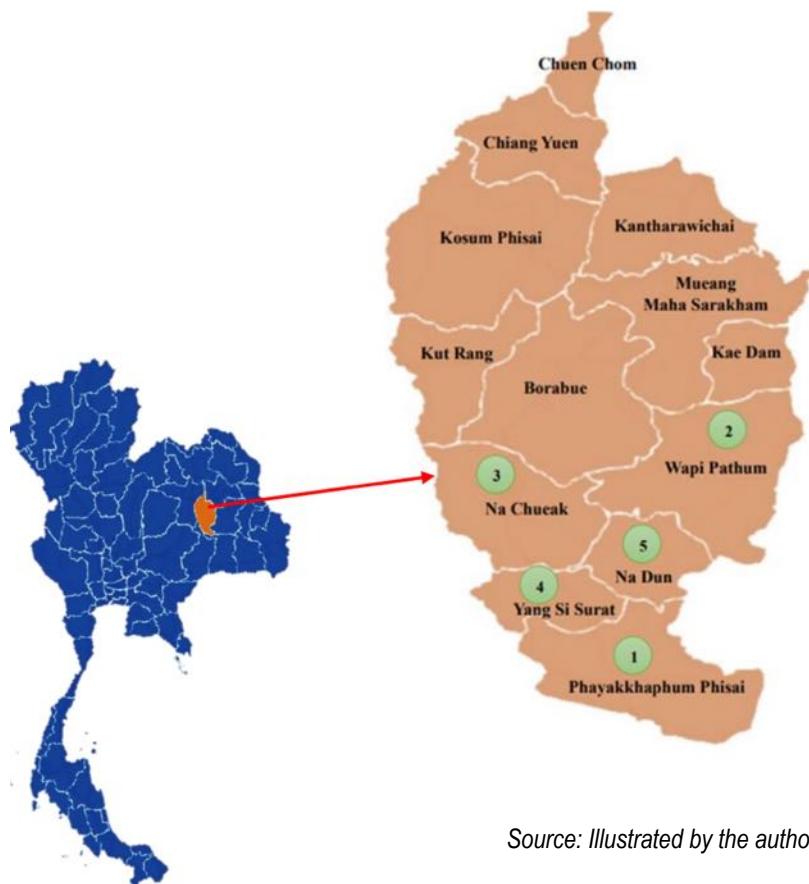 Chuen Chom
Chiang Yuen
Kosum Phisai
Kantharawichai
Mueang
Maha Sarakham
Kut Rang
Kae Dam
Borabue
2
Wapi Pathum
3
Na Chueak
5
Na Dun
4
Yang Si Surat
1
Phayakkhaphum Phisai
Source: Illustrated by the autho